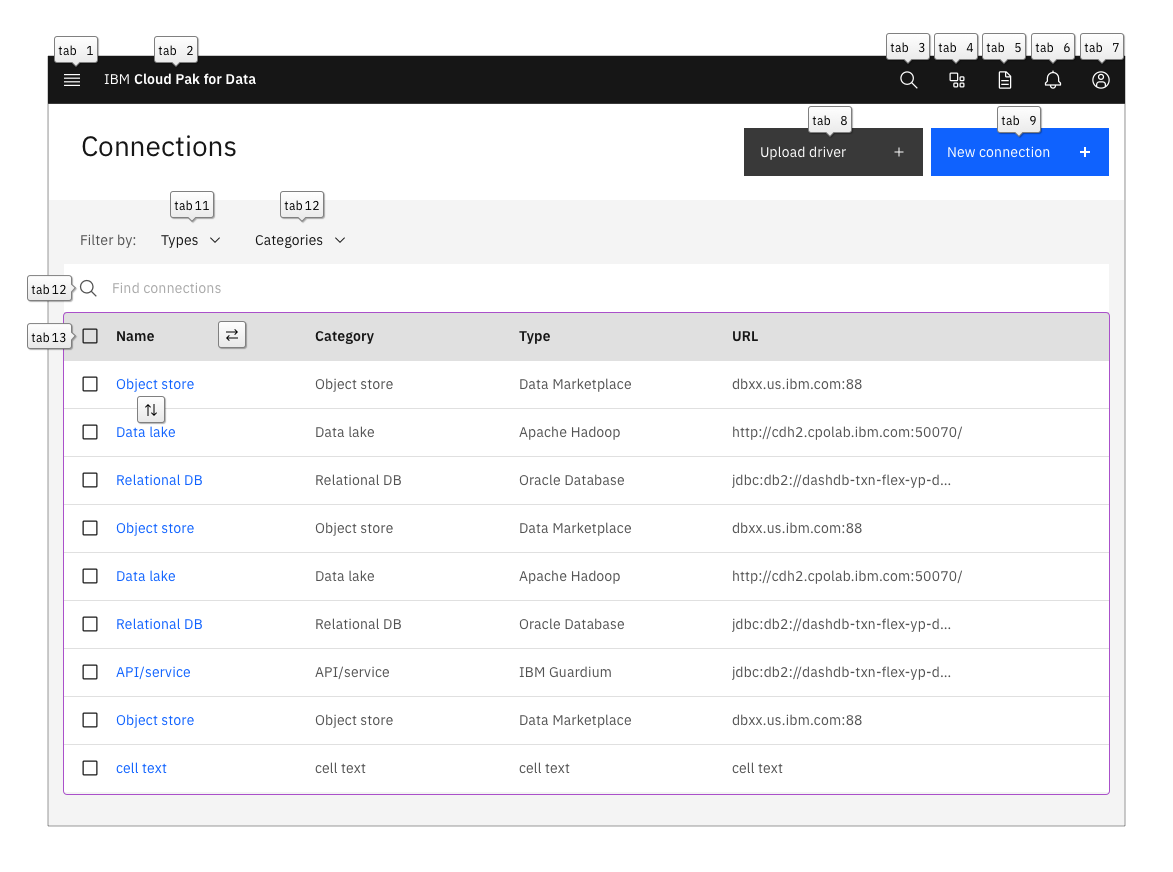 tab 1
tab 2
tab 3
tab 4
tab 5
tab 6
tab 7
IBM Cloud Pak for Data
tab 8
tab 9
Connections
Upload driver +
New connection +
tab 11
tab 12
Filter by: Types Categories
tab 12
Find connections
tab 13
Name Category Type URL
Object store Object store Data Marketplace dbxx.us.ibm.com:88
Data lake Data lake Apache Hadoop http://cdh2.cpolab.ibm.com:50070/
Relational DB Relational DB Oracle Database jdbc:db2://dashdb-txn-flex-yp-d...
Object store Object store Data Marketplace dbxx.us.ibm.com:88
Data lake Data lake Apache Hadoop http://cdh2.cpolab.ibm.com:50070/
Relational DB Relational DB Oracle Database jdbc:db2://dashdb-txn-flex-yp-d...
API/service API/service IBM Guardium jdbc:db2://dashdb-txn-flex-yp-d...
Object store Object store Data Marketplace dbxx.us.ibm.com:88
cell text cell text cell text cell text